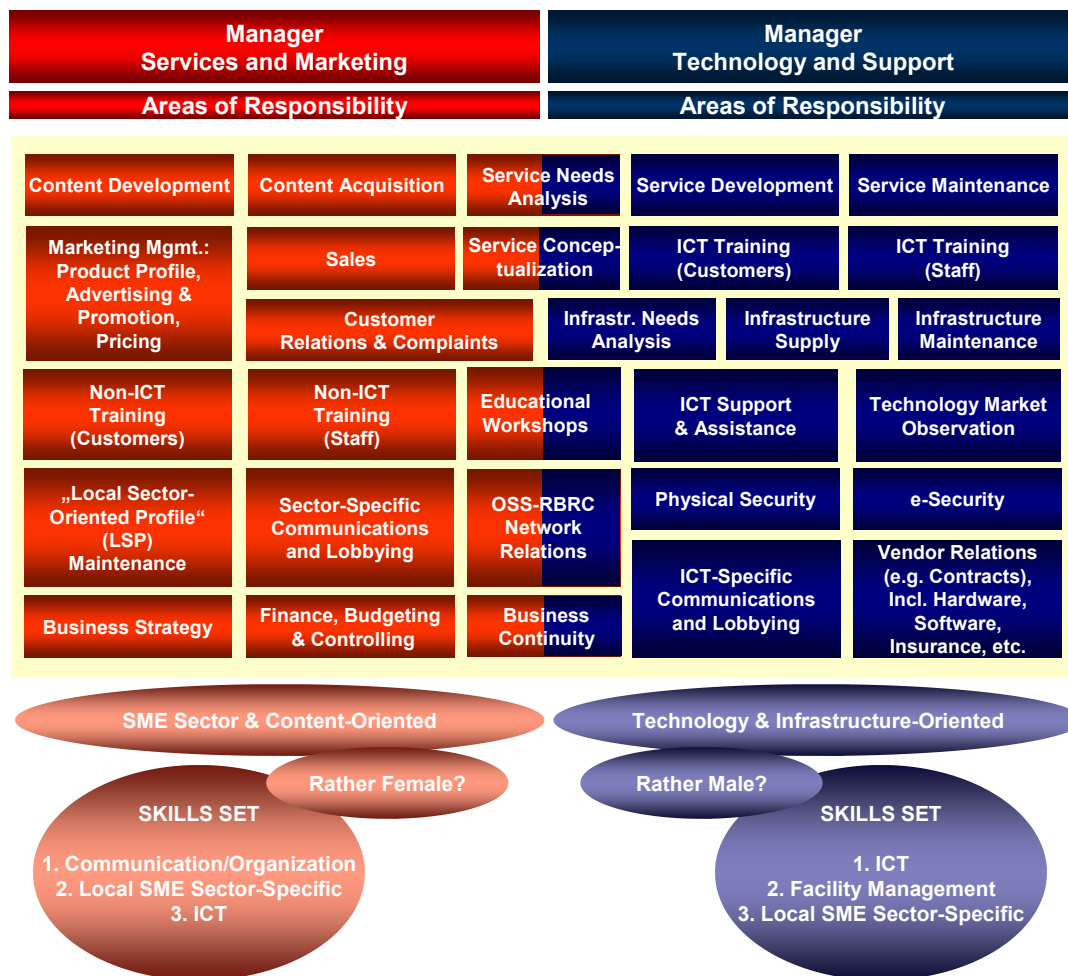 Manager
Services and Marketing
Manager
Technology and Support
Areas of Responsibility
Areas of Responsibility
Content Development
Content Acquisition
Service Needs
Analysis
Service Development
Service Maintenance
Marketing Mgmt.:
Product Profile,
Advertising &
Promotion,
Pricing
Sales
Service Concep-
tualization
ICT Training
(Customers)
ICT Training
(Staff)
Customer
Relations & Complaints
Infrastr. Needs
Analysis
Infrastructure
Supply
Infrastructure
Maintenance
Non-ICT
Training
(Customers)
Non-ICT
Training
(Staff)
Educational
Workshops
ICT Support
& Assistance
Technology Market
Observation
„Local Sector-
Oriented Profile“
(LSP)
Maintenance
Sector-Specific
Communications
and Lobbying
OSS-RBRC
Network
Relations
Physical Security
e-Security
ICT-Specific
Communications
and Lobbying
Vendor Relations
(e.g. Contracts),
Incl. Hardware,
Software,
Insurance, etc.
Business Strategy
Finance, Budgeting
& Controlling
Business
Continuity
SME Sector & Content-Oriented
Technology & Infrastructure-Oriented
Rather Female?
Rather Male?
SKILLS SET
1. Communication/Organization
2. Local SME Sector-Specific
3. ICT
SKILLS SET
1. ICT
2. Facility Management
3. Local SME Sector-Specific